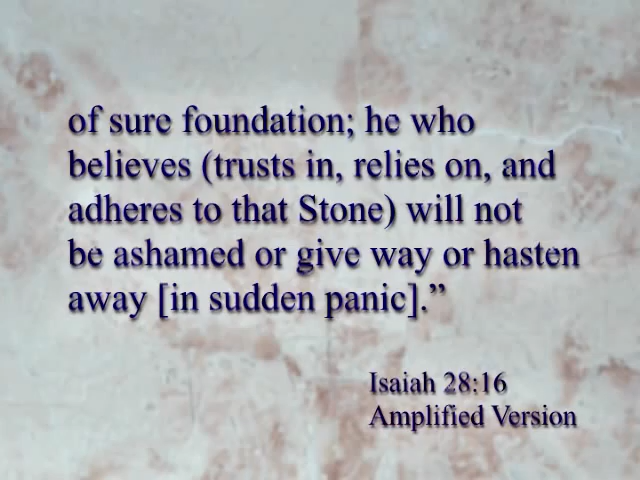 of sure foundation; he who
believes (trusts in, relies on, and
adheres to that Stone) will not
be ashamed or give way or hasten
away [in sudden panic].”
Isaiah 28:16
Amplified Version